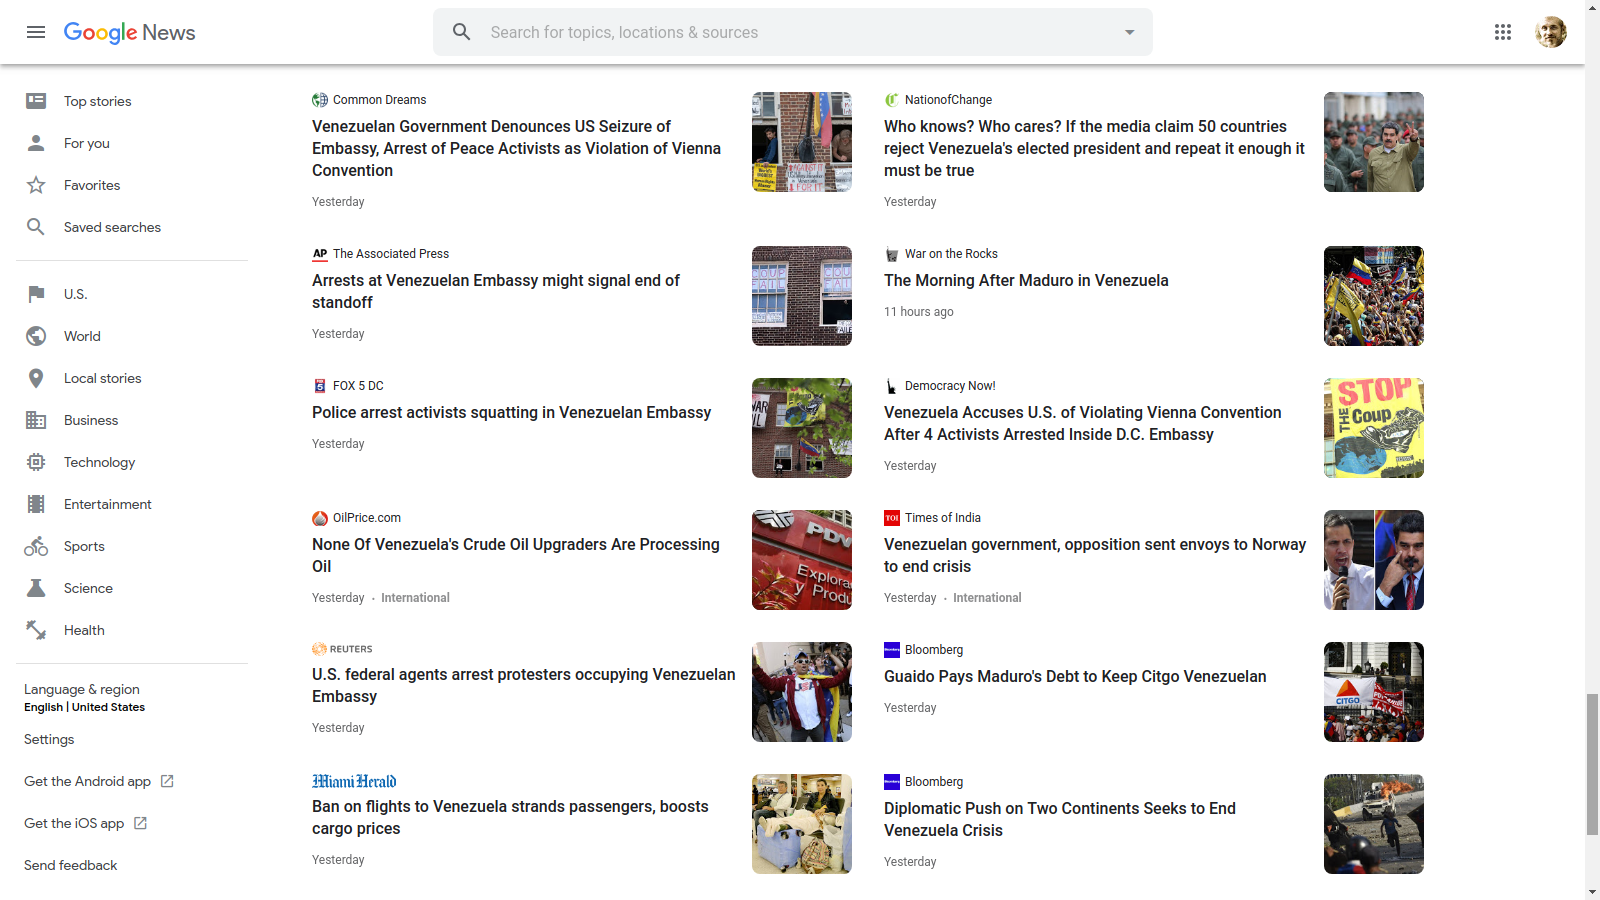 Google News
Search for topics, locations & sources
Top stories
For you
Favorites
Saved searches
U.S.
World
Local stories
Business
Technology
Entertainment
Sports
Science
Health
Language & region
English | United States
Settings
Get the Android app
Get the iOS app
Send feedback
Common Dreams
Venezuelan Government Denounces US Seizure of
Embassy, Arrest of Peace Activists as Violation of Vienna
Convention
Yesterday
NationofChange
Who knows? Who cares? If the media claim 50 countries
reject Venezuela's elected president and repeat it enough it
must be true
Yesterday
AP The Associated Press
Arrests at Venezuelan Embassy might signal end of
standoff
Yesterday
War on the Rocks
The Morning After Maduro in Venezuela
11 hours ago
FOX 5 DC
Police arrest activists squatting in Venezuelan Embassy
Yesterday
Democracy Now!
Venezuela Accuses U.S. of Violating Vienna Convention
After 4 Activists Arrested Inside D.C. Embassy
Yesterday
STOP
THE Coup
OilPrice.com
None Of Venezuela's Crude Oil Upgraders Are Processing
Oil
Yesterday · International
PDV
Explora
y Produ
TOI Times of India
Venezuelan government, opposition sent envoys to Norway
to end crisis
Yesterday · International
REUTERS
U.S. federal agents arrest protesters occupying Venezuelan
Embassy
Yesterday
Bloomberg
Guaido Pays Maduro's Debt to Keep Citgo Venezuelan
Yesterday
CITGO
Miami Herald
Ban on flights to Venezuela strands passengers, boosts
cargo prices
Yesterday
Bloomberg
Diplomatic Push on Two Continents Seeks to End
Venezuela Crisis
Yesterday